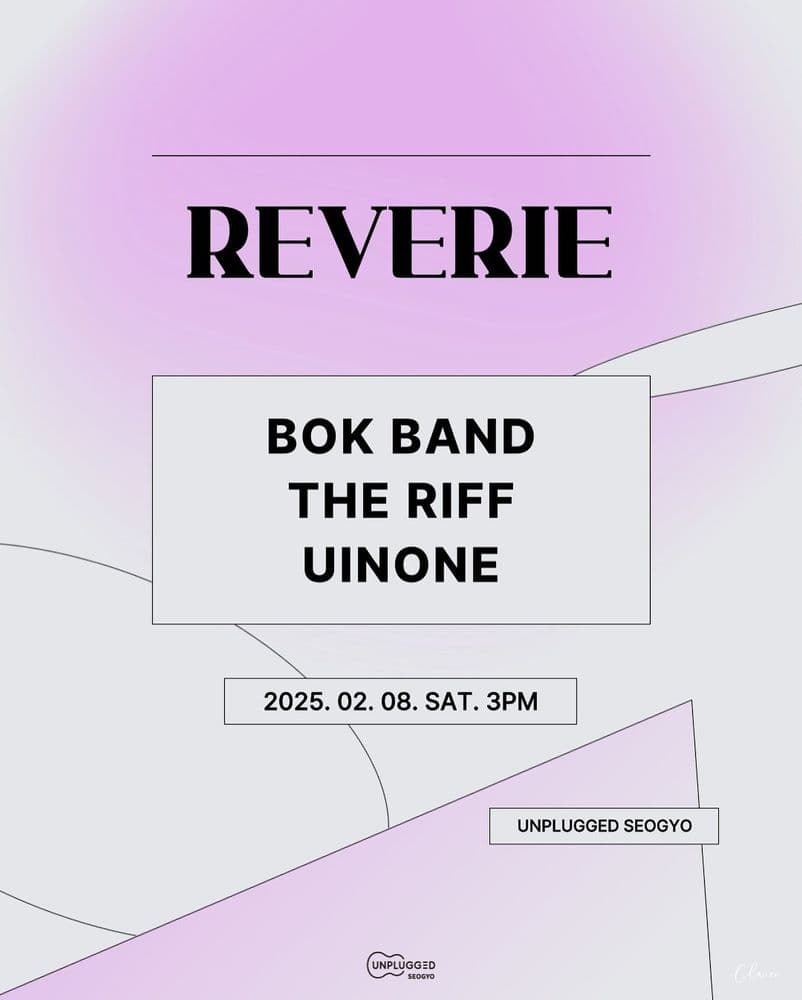 REVERIE
BOK BAND
THE RIFF
UINONE
2025. 02. 08. SAT. 3PM
UNPLUGGED SEOGYO
UNPLUGGED
SEOGYO